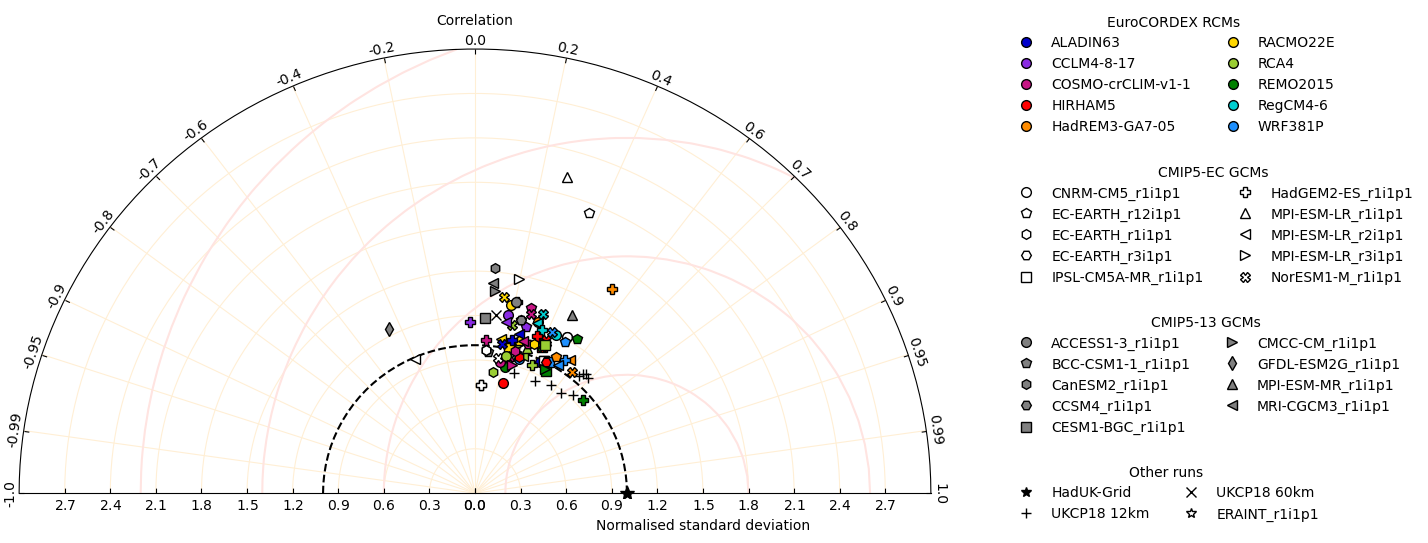 Correlation
0.0
-0.2
0.2
-0.4
0.4
-0.6
0.6
-0.7
0.7
-0.8
0.8
-0.9
0.9
-0.95
0.95
-0.99
0.99
-1.0
1.0
2.7 2.4 2.1 1.8 1.5 1.2 0.9 0.6 0.3 0.0 0.3 0.6 0.9 1.2 1.5 1.8 2.1 2.4 2.7
Normalised standard deviation
EuroCORDEX RCMs
ALADIN63 RACMO22E
CCLM4-8-17 RCA4
COSMO-crCLIM-v1-1 REMO2015
HIRHAM5 RegCM4-6
HadREM3-GA7-05 WRF381P
CMIP5-EC GCMs
CNRM-CM5_r1i1p1 HadGEM2-ES_r1i1p1
EC-EARTH_r12i1p1 MPI-ESM-LR_r1i1p1
EC-EARTH_r1i1p1 MPI-ESM-LR_r2i1p1
EC-EARTH_r3i1p1 MPI-ESM-LR_r3i1p1
IPSL-CM5A-MR_r1i1p1 NorESM1-M_r1i1p1
CMIP5-13 GCMs
ACCESS1-3_r1i1p1 CMCC-CM_r1i1p1
BCC-CSM1-1_r1i1p1 GFDL-ESM2G_r1i1p1
CanESM2_r1i1p1 MPI-ESM-MR_r1i1p1
CCSM4_r1i1p1 MRI-CGCM3_r1i1p1
CESM1-BGC_r1i1p1
Other runs
HadUK-Grid UKCP18 60km
UKCP18 12km ERAINT_r1i1p1